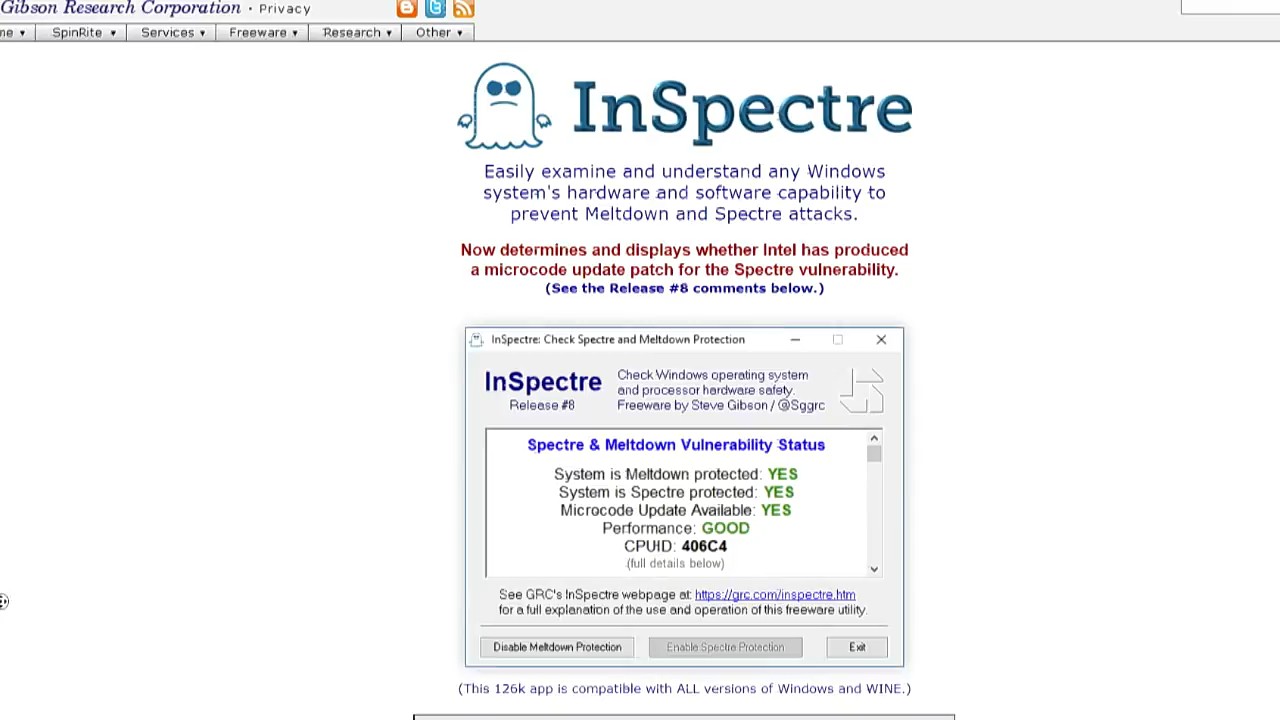 Gibson Research Corporation · Privacy
me ▾ SpinRite ▾ Services ▾ Freeware ▾ Research ▾ Other ▾
InSpectre
Easily examine and understand any Windows
system's hardware and software capability to
prevent Meltdown and Spectre attacks.
Now determines and displays whether Intel has produced
a microcode update patch for the Spectre vulnerability.
(See the Release #8 comments below.)
InSpectre: Check Spectre and Meltdown Protection
InSpectre
Release #8
Check Windows operating system
and processor hardware safety.
Freeware by Steve Gibson / @Sggrc
Spectre & Meltdown Vulnerability Status
System is Meltdown protected: YES
System is Spectre protected: YES
Microcode Update Available: YES
Performance: GOOD
CPUID: 406C4
(full details below)
See GRC's InSpectre webpage at: https://grc.com/inspectre.htm
for a full explanation of the use and operation of this freeware utility.
Disable Meltdown Protection Enable Spectre Protection Exit
(This 126k app is compatible with ALL versions of Windows and WINE.)